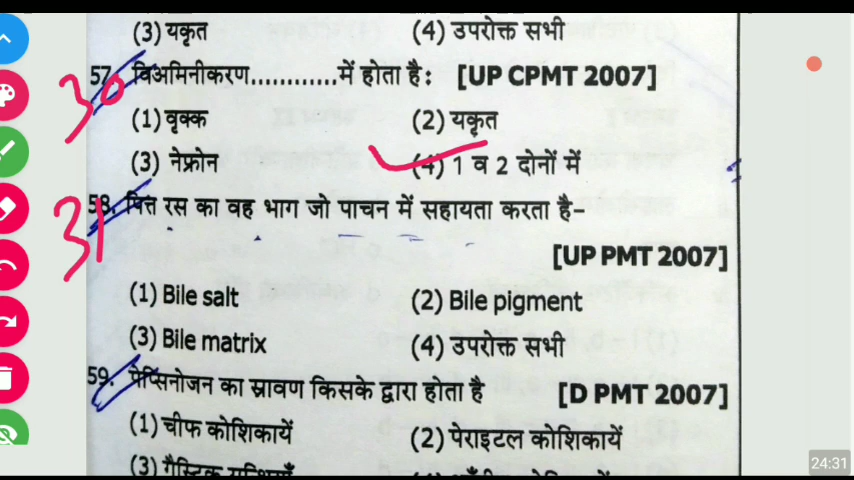 (3) यकृत (4) उपरोक्त सभी
57. विअमिनीकरण............में होता है: [UP CPMT 2007]
30
(1) वृक्क (2) यकृत
(3) नेफ्रोन (4) 1 व 2 दोनों में
58. पित्त रस का वह भाग जो पाचन में सहायता करता है-
31
[UP PMT 2007]
(1) Bile salt (2) Bile pigment
(3) Bile matrix (4) उपरोक्त सभी
59. पेप्सिनोजन का स्रावण किसके द्वारा होता है [D PMT 2007]
(1) चीफ कोशिकायें (2) पेराइटल कोशिकायें
(3)
24:31